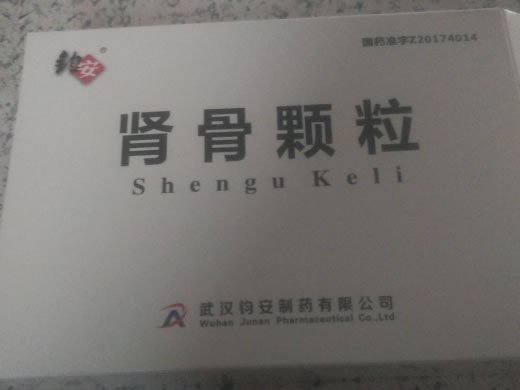 钧安®
国药准字Z20174014
肾骨颗粒
Shengu Keli
武汉钧安制药有限公司
Wuhan Junan Pharmaceutical Co.,Ltd